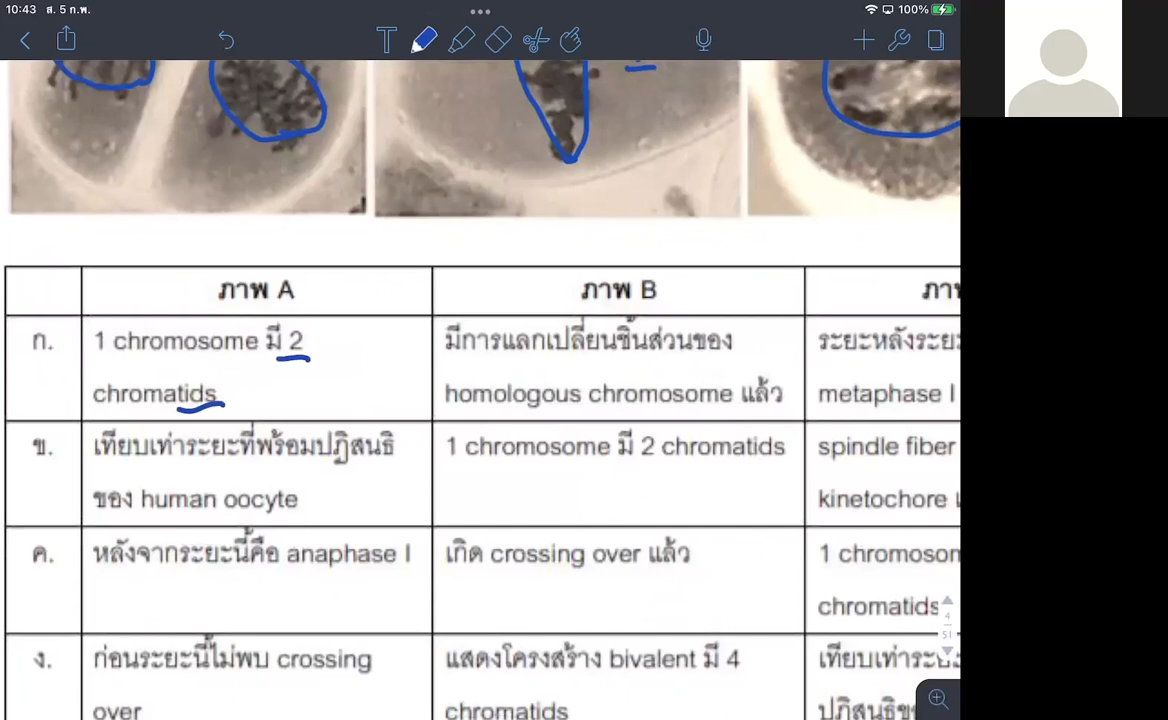 10:43 ส. 5 ก.พ.
100%
T
ภาพ A
ภาพ B
ก.
1 chromosome มี 2
chromatids
มีการแลกเปลี่ยนชิ้นส่วนของ
homologous chromosome แล้ว
metaphase I
ข.
เทียบเท่าระยะที่พร้อมปฏิสนธิ
ของ human oocyte
1 chromosome มี 2 chromatids
spindle fiber
kinetochore
ค.
หลังจากระยะนี้คือ anaphase I
เกิด crossing over แล้ว
1
chromatids
4
51
ง.
ก่อนระยะนี้ไม่พบ crossing
over
แสดงโครงสร้าง bivalent มี 4
chromatids